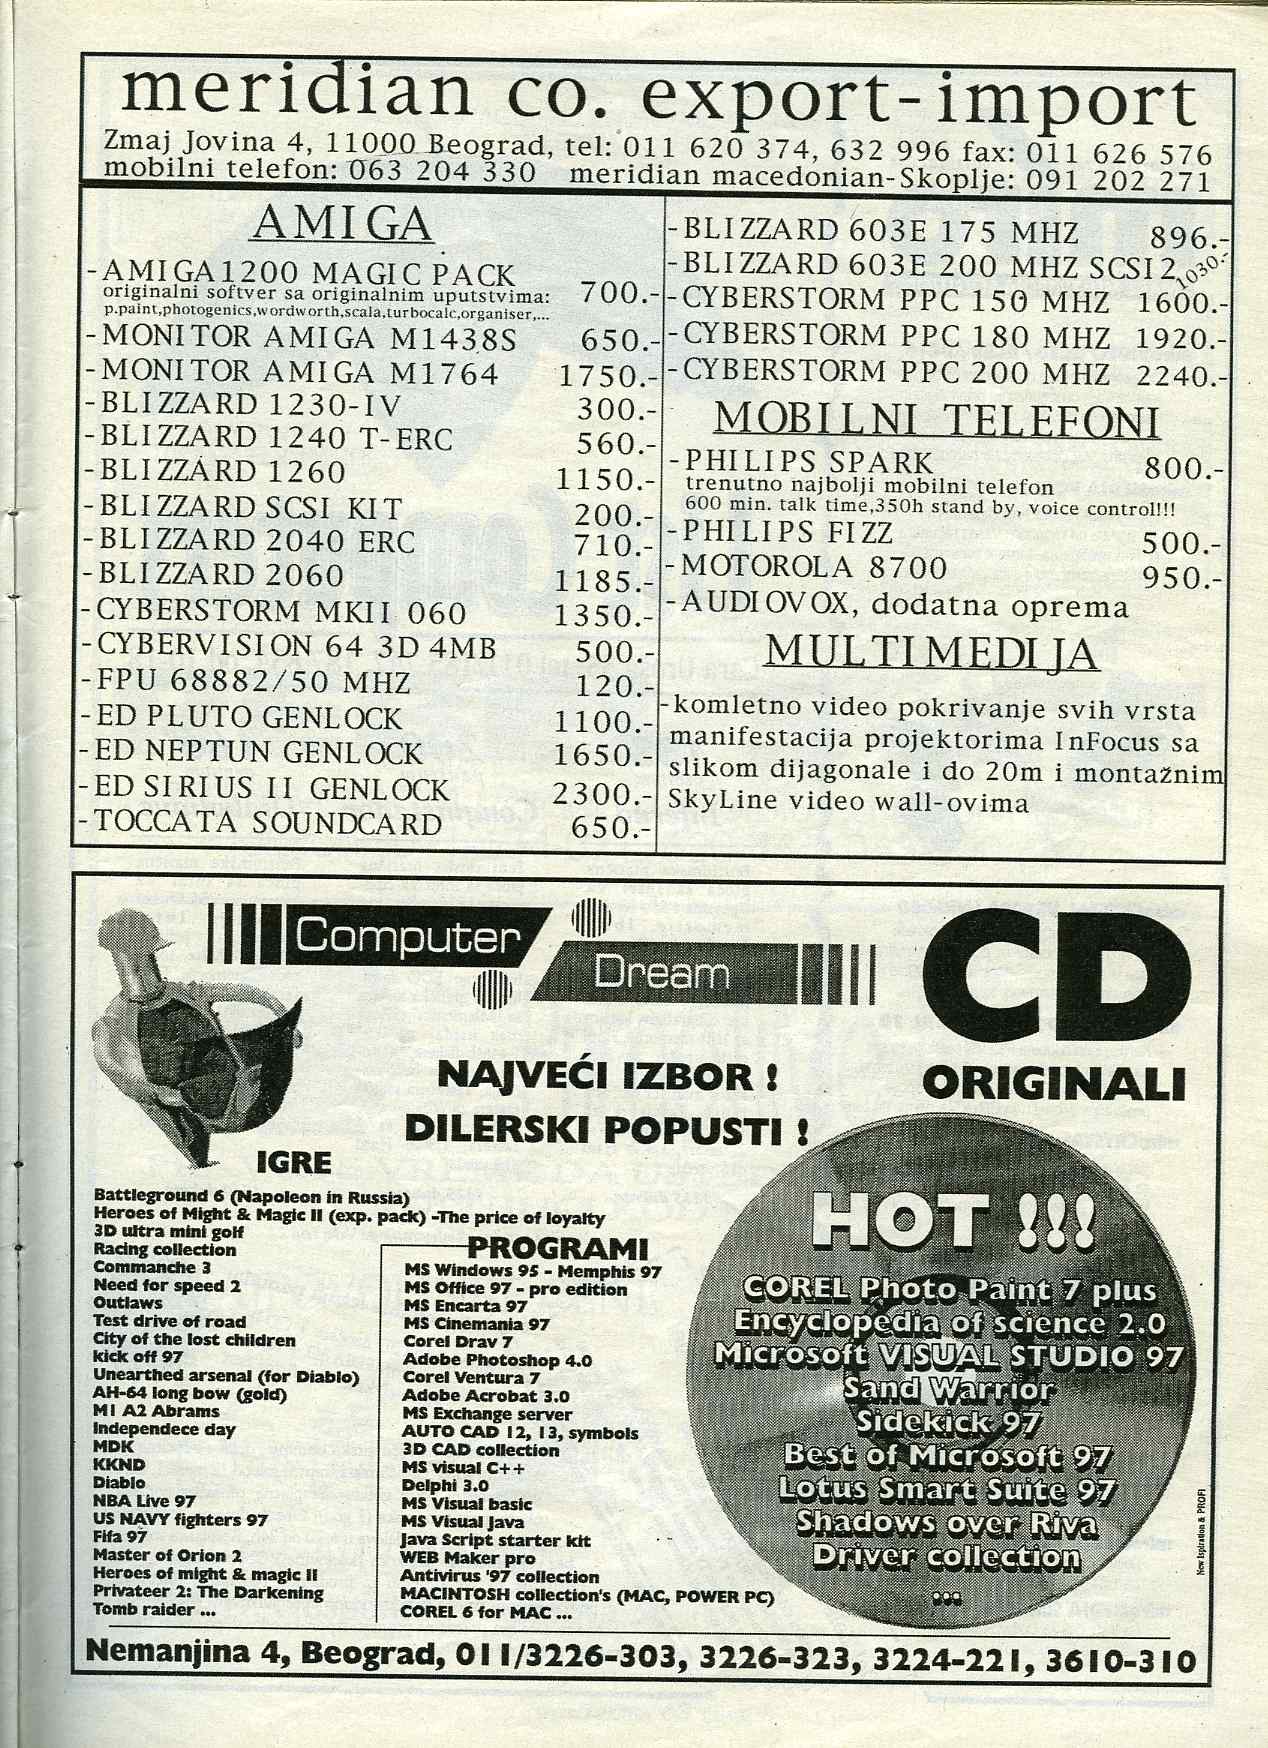 meridian co. export-import
Zmaj Jovina 4, 11000 Beograd, tel: 011 620 374, 632 996 fax: 011 626 576
mobilni telefon: 063 204 330 meridian macedonian-Skoplje: 091 202 271
AMIGA
-AMIGA1200 MAGIC PACK
originalni softver sa originalnim uputstvima: 700.-
p.paint,photogenics,wordworth,scala,turbocalc,organiser,...
-MONITOR AMIGA M1438S 650.-
-MONITOR AMIGA M1764 1750.-
-BLIZZARD 1230-IV 300.-
-BLIZZARD 1240 T-ERC 560.-
-BLIZZARD 1260 1150.-
-BLIZZARD SCSI KIT 200.-
-BLIZZARD 2040 ERC 710.-
-BLIZZARD 2060 1185.-
-CYBERSTORM MKII 060 1350.-
-CYBERVISION 64 3D 4MB 500.-
-FPU 68882/50 MHZ 120.-
-ED PLUTO GENLOCK 1100.-
-ED NEPTUN GENLOCK 1650.-
-ED SIRIUS II GENLOCK 2300.-
-TOCCATA SOUNDCARD 650.-
-BLIZZARD 603E 175 MHZ 896.-
-BLIZZARD 603E 200 MHZ SCSI2 1030.-
-CYBERSTORM PPC 150 MHZ 1600.-
-CYBERSTORM PPC 180 MHZ 1920.-
-CYBERSTORM PPC 200 MHZ 2240.-
MOBILNI TELEFONI
-PHILIPS SPARK 800.-
trenutno najbolji mobilni telefon
600 min. talk time,350h stand by, voice control!!!
-PHILIPS FIZZ 500.-
-MOTOROLA 8700 950.-
-AUDIOVOX, dodatna oprema
MULTIMEDIJA
-komletno video pokrivanje svih vrsta
manifestacija projektorima InFocus sa
slikom dijagonale i do 20m i montažnim
SkyLine video wall-ovima
Computer
Dream
CD
ORIGINALI
NAJVEĆI IZBOR !
DILERSKI POPUSTI !
IGRE
Battleground 6 (Napoleon in Russia)
Heroes of Might & Magic II (exp. pack) -The price of loyalty
3D ultra mini golf
Racing collection
Commanche 3
Need for speed 2
Outlaws
Test drive of road
City of the lost children
kick off 97
Unearthed arsenal (for Diablo)
AH-64 long bow (gold)
M1 A2 Abrams
Independece day
MDK
KKND
Diablo
NBA Live 97
US NAVY fighters 97
Fifa 97
Master of Orion 2
Heroes of might & magic II
Privateer 2: The Darkening
Tomb raider ...
PROGRAMI
MS Windows 95 - Memphis 97
MS Office 97 - pro edition
MS Encarta 97
MS Cinemania 97
Corel Drav 7
Adobe Photoshop 4.0
Corel Ventura 7
Adobe Acrobat 3.0
MS Exchange server
AUTO CAD 12, 13, symbols
3D CAD collection
MS visual C++
Delphi 3.0
MS Visual basic
MS Visual Java
Java Script starter kit
WEB Maker pro
Antivirus '97 collection
MACINTOSH collection's (MAC, POWER PC)
COREL 6 for MAC ...
HOT !!!
COREL Photo Paint 7 plus
Encyclopedia of science 2.0
Microsoft VISUAL STUDIO 97
Sand Warrior
Sidekick 97
Best of Microsoft 97
Lotus Smart Suite 97
Shadows over Riva
Driver collection
...
New Ispiration & PROFI
Nemanjina 4, Beograd, 011/3226-303, 3226-323, 3224-221, 3610-310